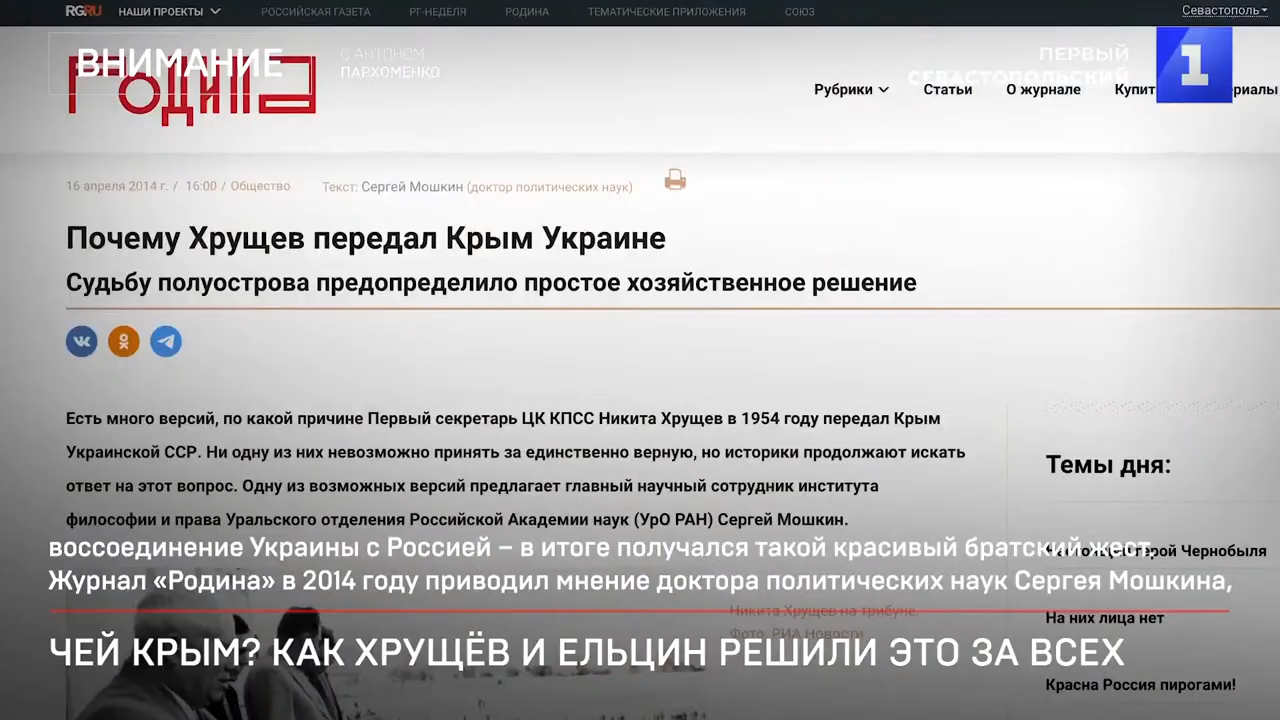 RGRU НАШИ ПРОЕКТЫ РОССИЙСКАЯ ГАЗЕТА РГ-НЕДЕЛЯ РОДИНА ТЕМАТИЧЕСКИЕ ПРИЛОЖЕНИЯ СОЮЗ Севастополь
ВНИМАНИЕ
С АНТОНОМ
ПАРХОМЕНКО
Родина
ПЕРВЫЙ
СЕВАСТОПОЛЬСКИЙ
1
Рубрики Статьи О журнале Купит риалы
16 апреля 2014 г. / 16:00 / Общество Текст: Сергей Мошкин (доктор политических наук)
Почему Хрущев передал Крым Украине
Судьбу полуострова предопределило простое хозяйственное решение
Есть много версий, по какой причине Первый секретарь ЦК КПСС Никита Хрущев в 1954 году передал Крым
Украинской ССР. Ни одну из них невозможно принять за единственно верную, но историки продолжают искать
ответ на этот вопрос. Одну из возможных версий предлагает главный научный сотрудник института
философии и права Уральского отделения Российской Академии наук (УрО РАН) Сергей Мошкин.
Темы дня:
герой Чернобыля
На них лица нет
Красна Россия пирогами!
Никита Хрущев на трибуне.
Фото: РИА Новости
воссоединение Украины с Россией – в итоге получался такой красивый братский жест.
Журнал «Родина» в 2014 году приводил мнение доктора политических наук Сергея Мошкина,
ЧЕЙ КРЫМ? КАК ХРУЩЁВ И ЕЛЬЦИН РЕШИЛИ ЭТО ЗА ВСЕХ